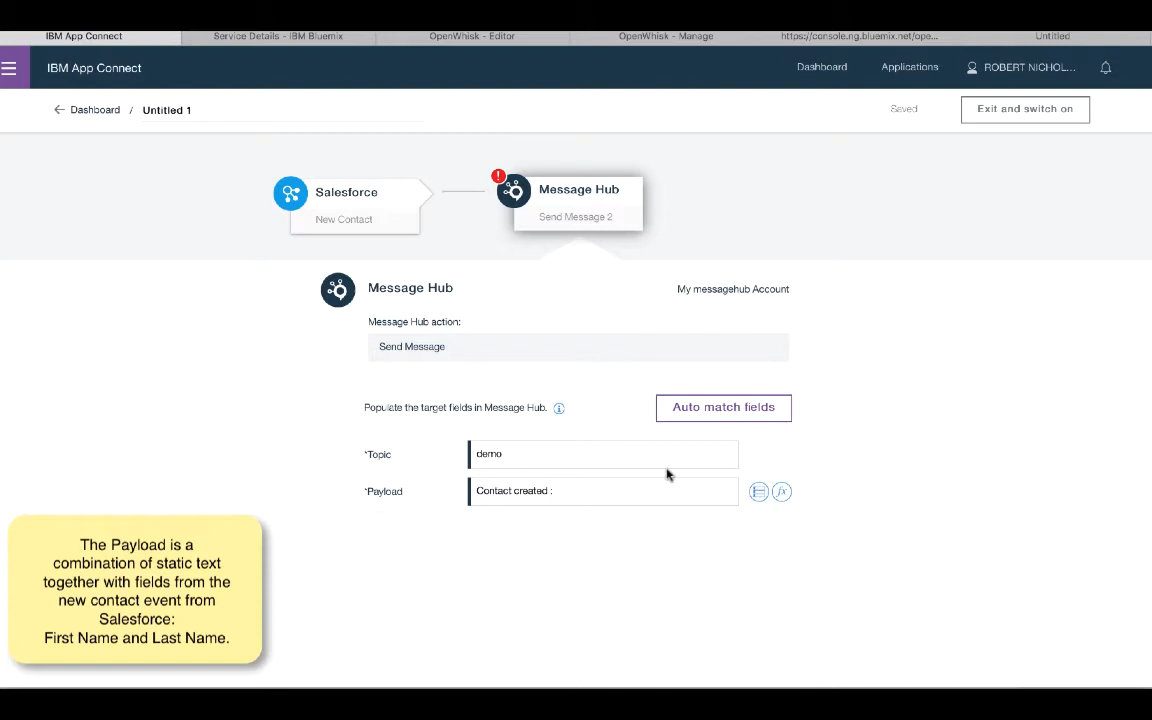 IBM App Connect
Service Details - IBM Bluemix
OpenWhisk - Editor
OpenWhisk - Manage
https://console.ng.bluemix.net/ope...
Untitled
IBM App Connect
Dashboard
Applications
ROBERT NICHOL...
Dashboard / Untitled 1
Saved
Exit and switch on
Salesforce
New Contact
!
Message Hub
Send Message 2
Message Hub
My messagehub Account
Message Hub action:
Send Message
Populate the target fields in Message Hub.
Auto match fields
*Topic
demo
*Payload
Contact created :
fx
The Payload is a
combination of static text
together with fields from the
new contact event from
Salesforce:
First Name and Last Name.